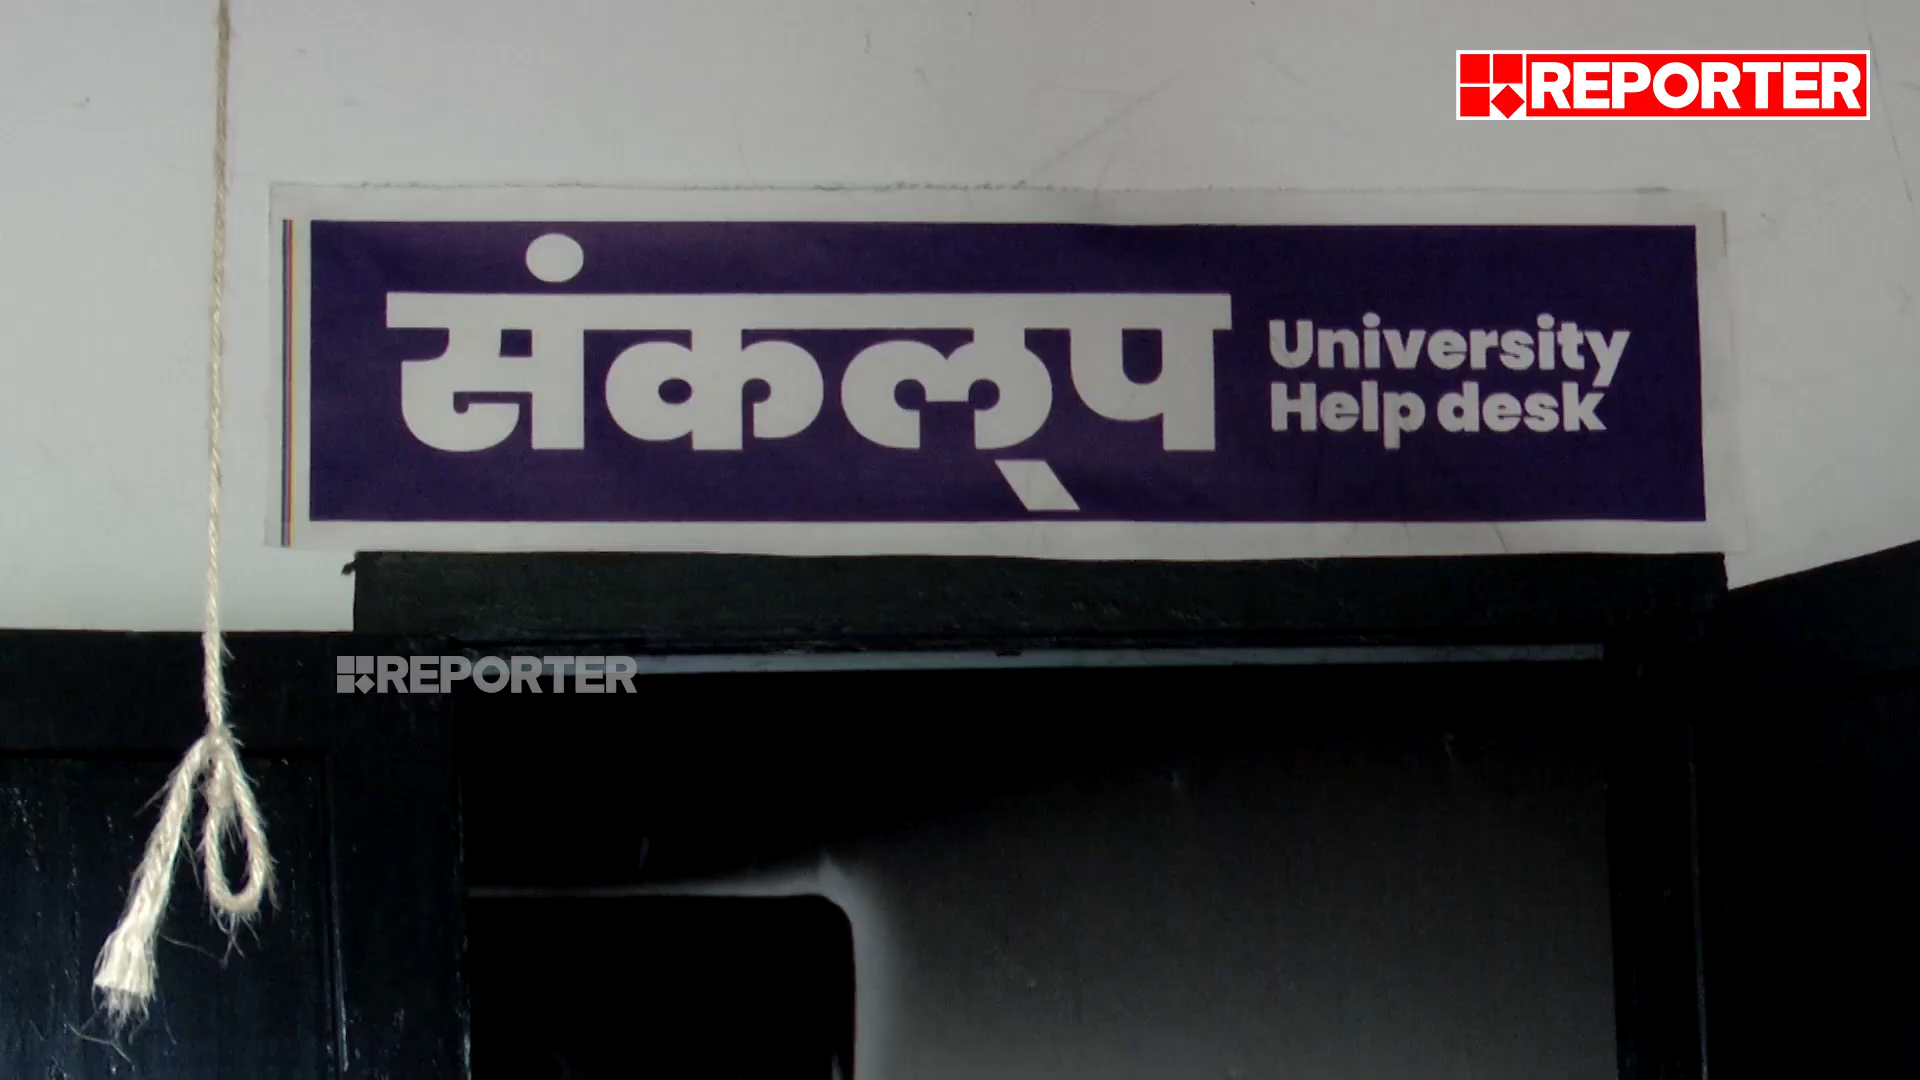 REPORTER
संकल्प
University
Help desk
REPORTER